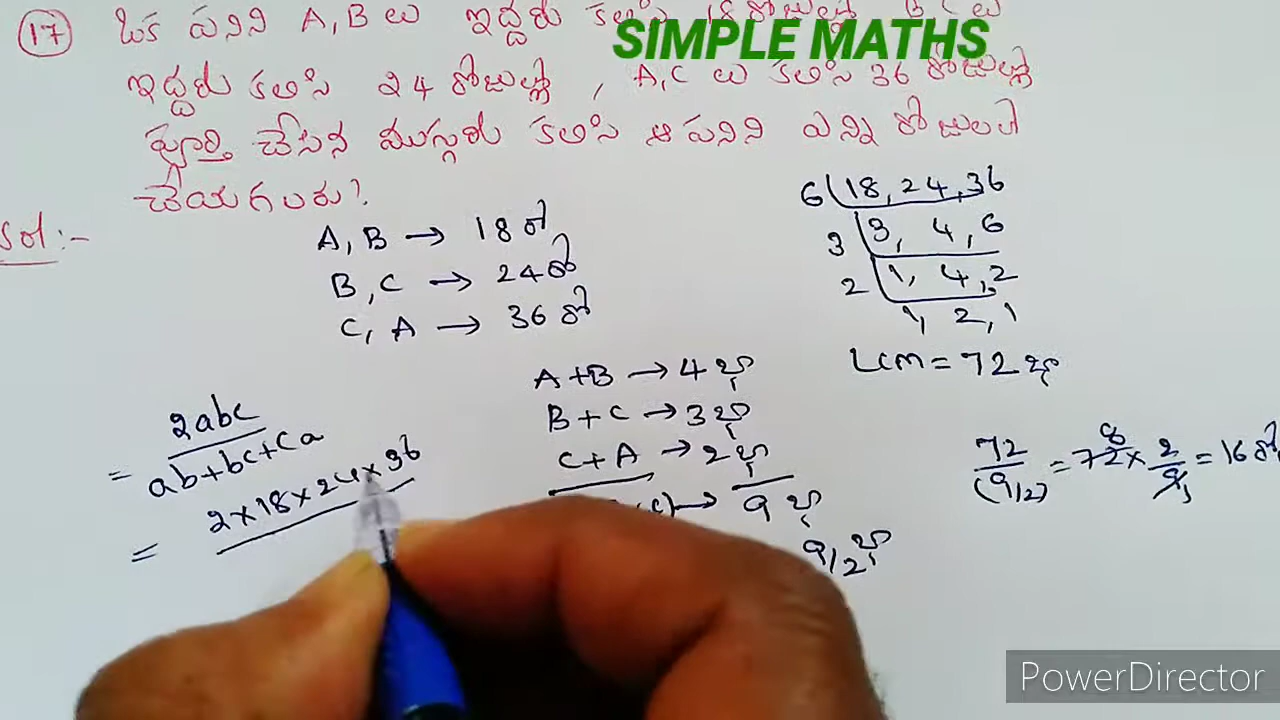 17 ఒక పనిని A, B లు ఇద్దరు
SIMPLE MATHS
ఇద్దరు కలిసి 24 రోజుల్లో, A, C లు కలిసి 36 రోజుల్లో
పూర్తి చేసిన ముగ్గురు కలిసి ఆ పనిని ఎన్ని రోజులలో
చేయగలరు?
Sol:-
A, B → 18 రో
B, C → 24 రో
C, A → 36 రో
6 18, 24, 36
3 3, 4, 6
2 1, 4, 2
1, 2, 1
LCM = 72 భా
A+B → 4 భా
B+C → 3 భా
C+A → 2 భా
→ 9 భా
9/2 భా
= 2abc / ab+bc+ca
= 2×18×24×36
72 / (9/2) = 72 × 2/9 = 16 రో
PowerDirector